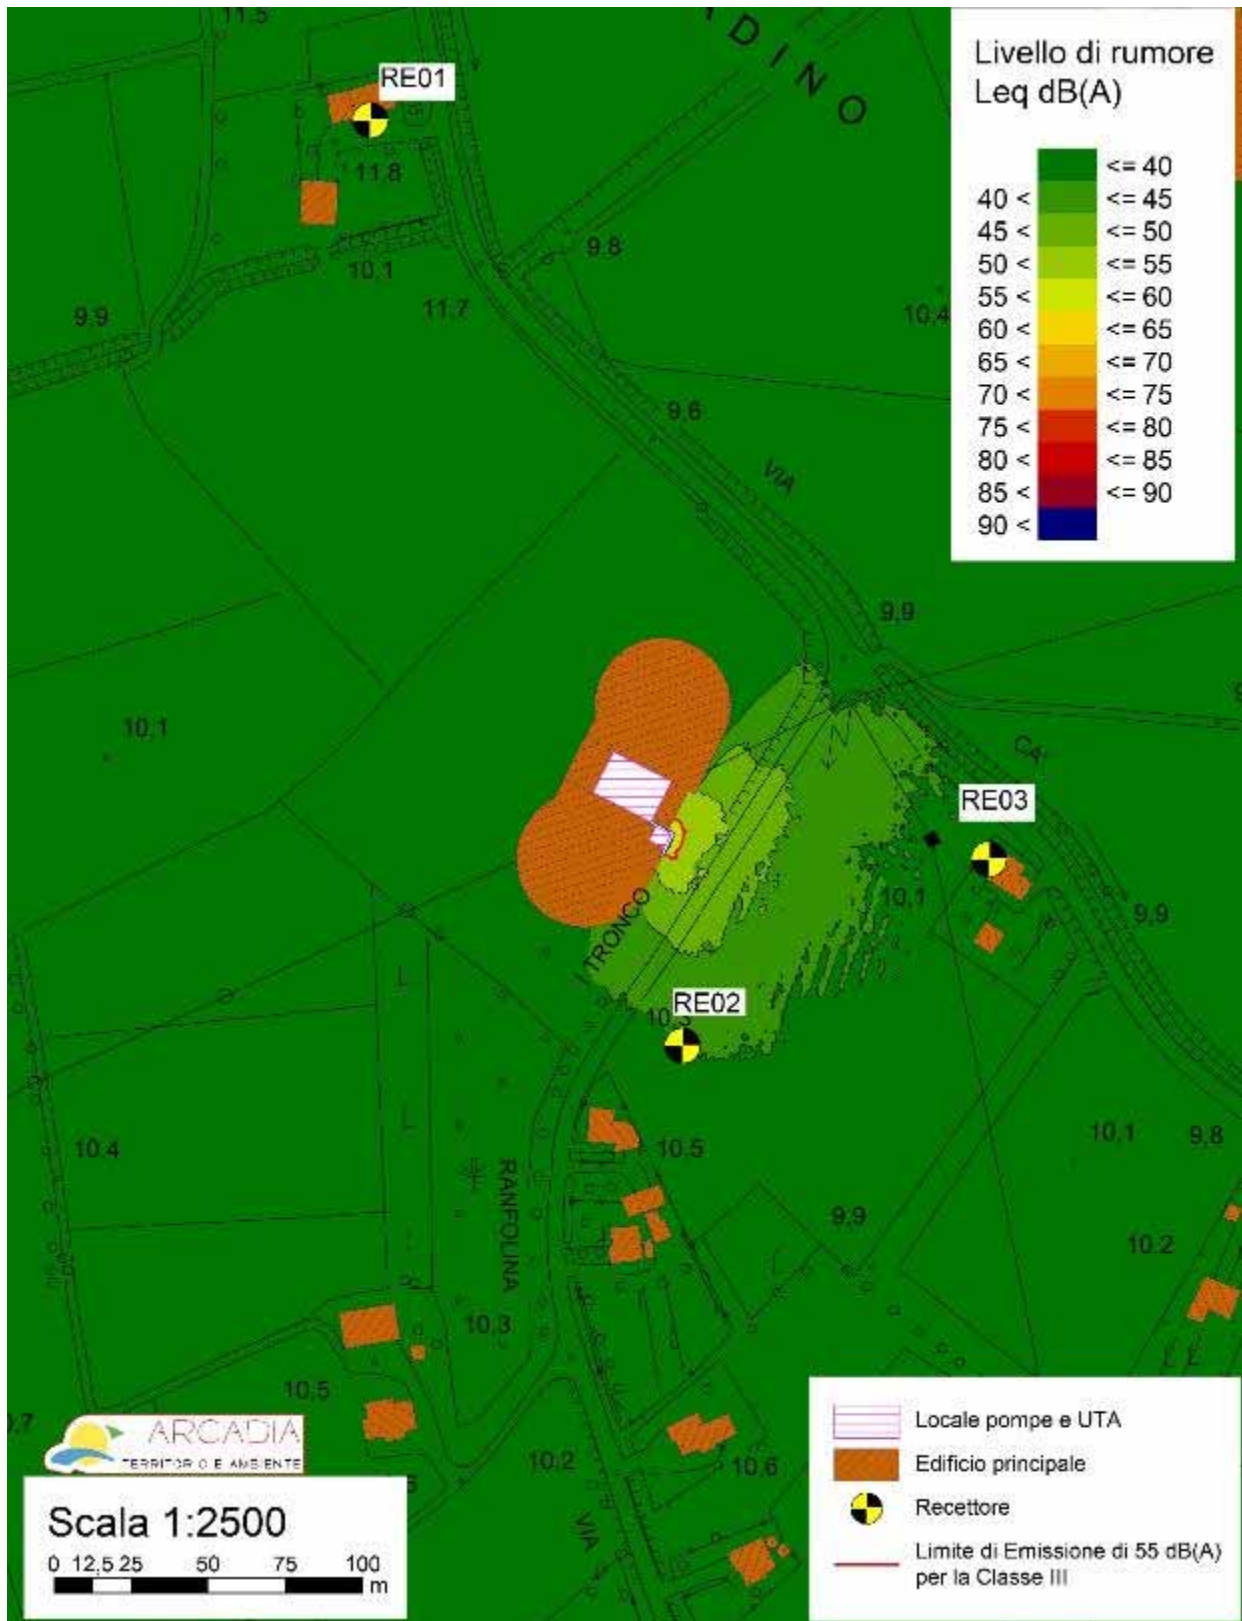 11.5
DINO
RE01
11,8
9.8
10,1
11.7
9,9
10,4
9,6
VIA
9,9
10,1
CA'
RE03
10,1
9,9
TRONCO
RE02
10,3
10.4
10,5
10,1
9,8
RANFOLINA
9,9
10.2
10,3
10,5
10,2
10,6
VIA
Livello di rumore
Leq dB(A)
<= 40
40 < <= 45
45 < <= 50
50 < <= 55
55 < <= 60
60 < <= 65
65 < <= 70
70 < <= 75
75 < <= 80
80 < <= 85
85 < <= 90
90 <
ARCADIA
TERRITORIO E AMBIENTE
Scala 1:2500
0 12,5 25 50 75 100
m
Locale pompe e UTA
Edificio principale
Recettore
Limite di Emissione di 55 dB(A)
per la Classe III